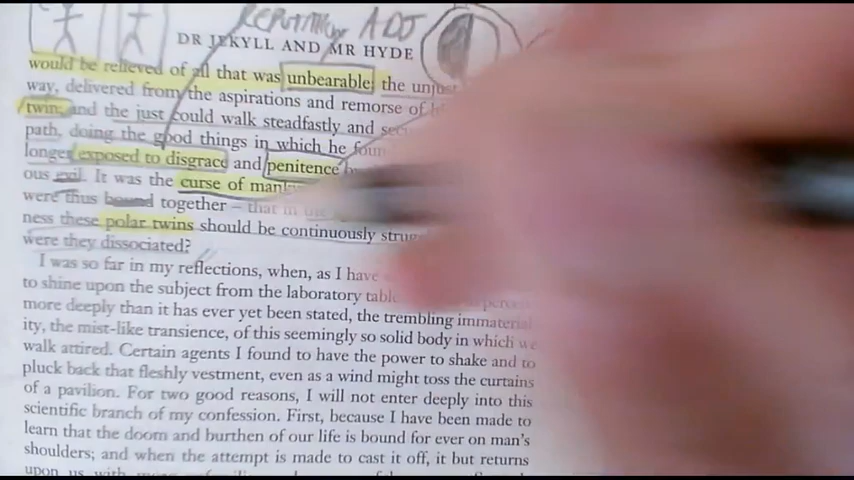 ADJ
DR JEKYLL AND MR HYDE
would be relieved of all that was unbearable; the unjust
way, delivered from the aspirations and remorse of
twin; and the just could walk steadfastly and
path, doing the good things in which he
longer exposed to disgrace and penitence
ous evil. It was the curse of
were thus bound together – that in the
ness these polar twins should be continuously
were they dissociated?
I was so far in my reflections, when, as I have
to shine upon the subject from the laboratory
more deeply than it has ever yet been stated, the trembling immaterial
ity, the mist-like transience, of this seemingly so solid body in which we
walk attired. Certain agents I found to have the power to shake and to
pluck back that fleshly vestment, even as a wind might toss the curtains
of a pavilion. For two good reasons, I will not enter deeply into this
scientific branch of my confession. First, because I have been made to
learn that the doom and burthen of our life is bound for ever on man's
shoulders; and when the attempt is made to cast it off, it but returns
upon us with more